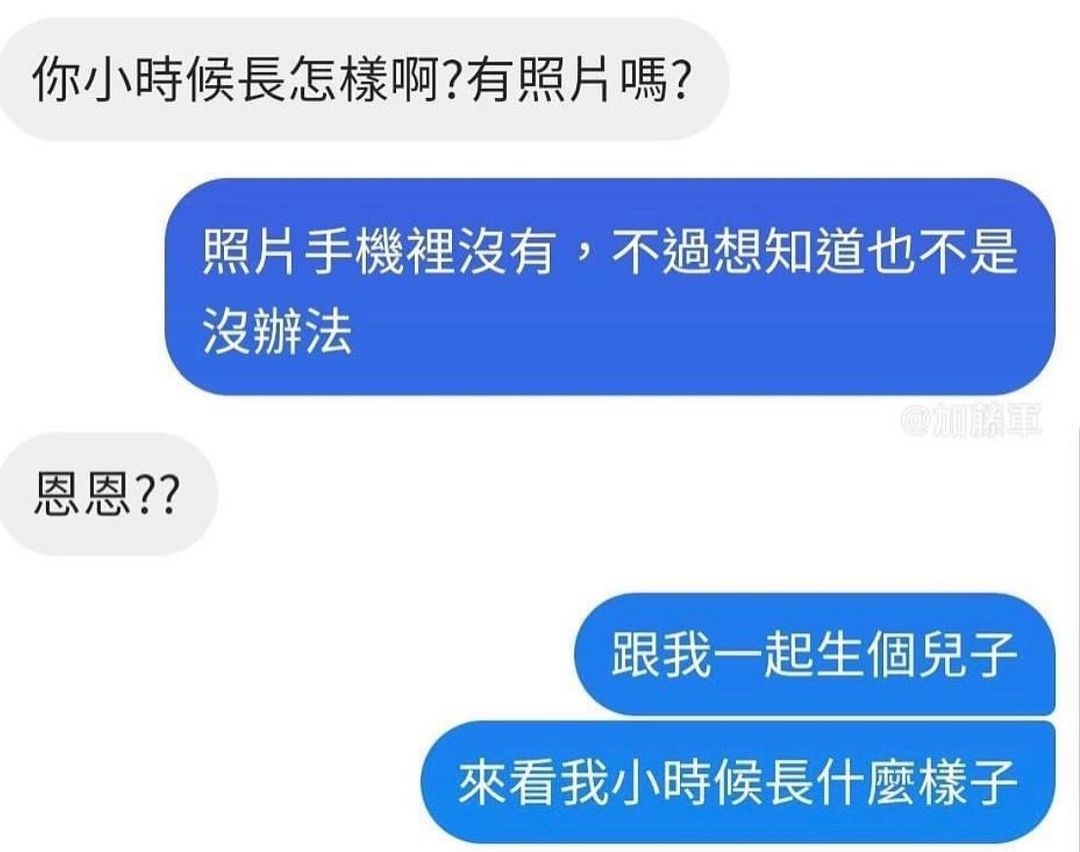 你小時候長怎樣啊?有照片嗎?
照片手機裡沒有，不過想知道也不是
沒辦法
@加藤軍
恩恩??
跟我一起生個兒子
來看我小時候長什麼樣子